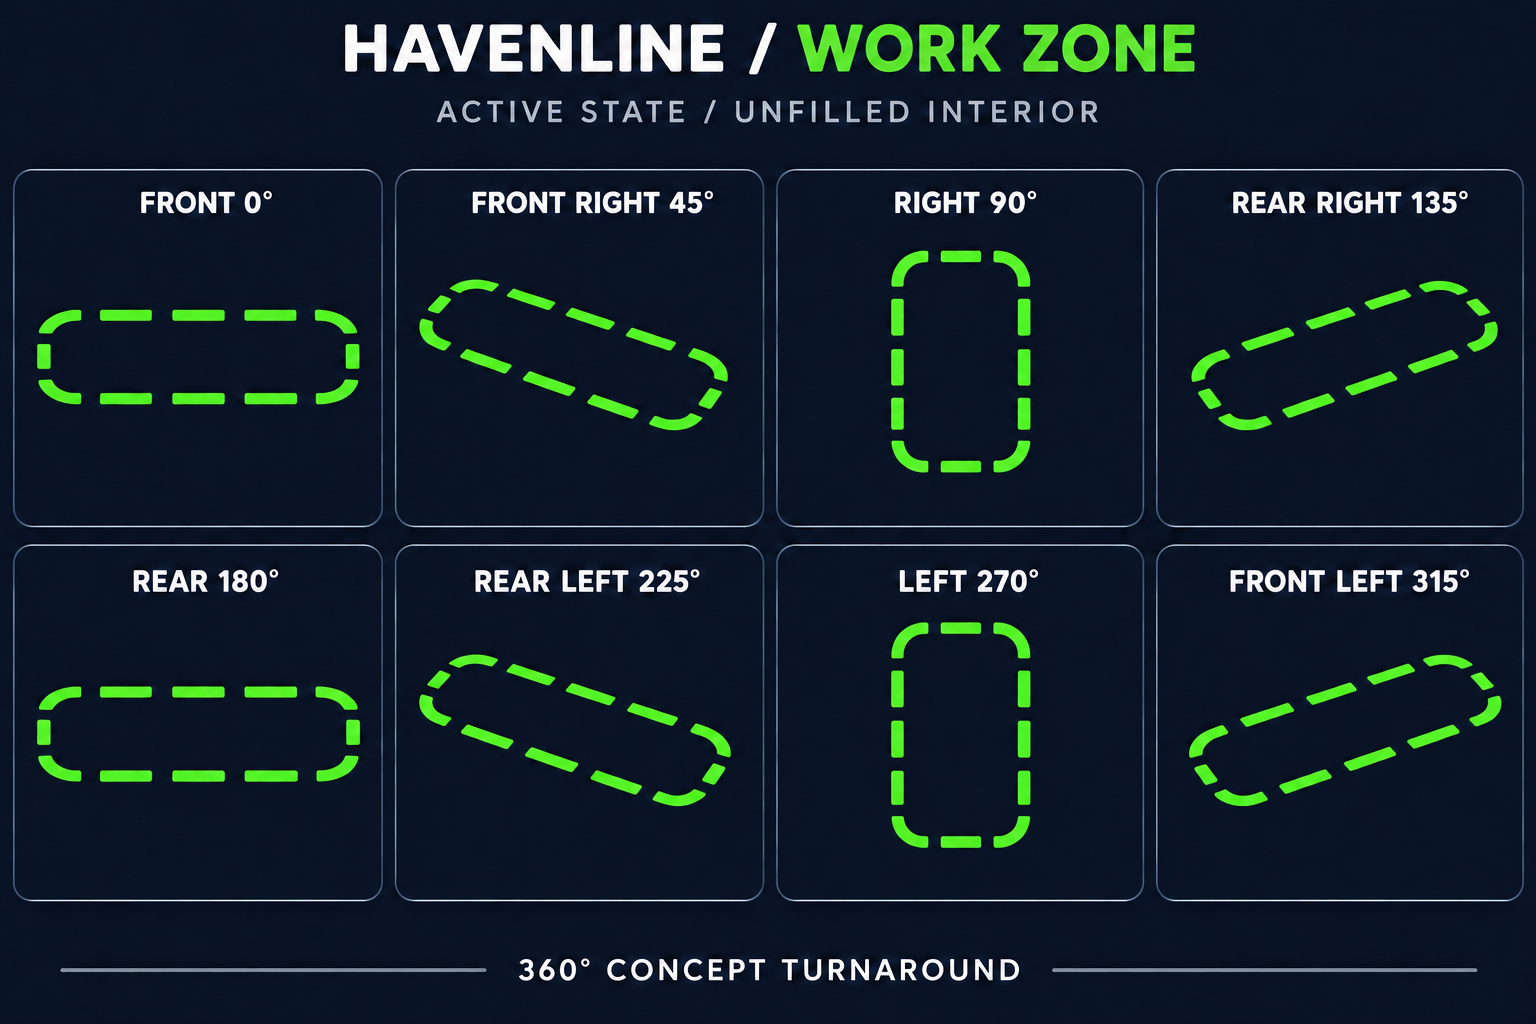 HAVENLINE / WORK ZONE
ACTIVE STATE / UNFILLED INTERIOR
FRONT 0°
FRONT RIGHT 45°
RIGHT 90°
REAR RIGHT 135°
REAR 180°
REAR LEFT 225°
LEFT 270°
FRONT LEFT 315°
360° CONCEPT TURNAROUND